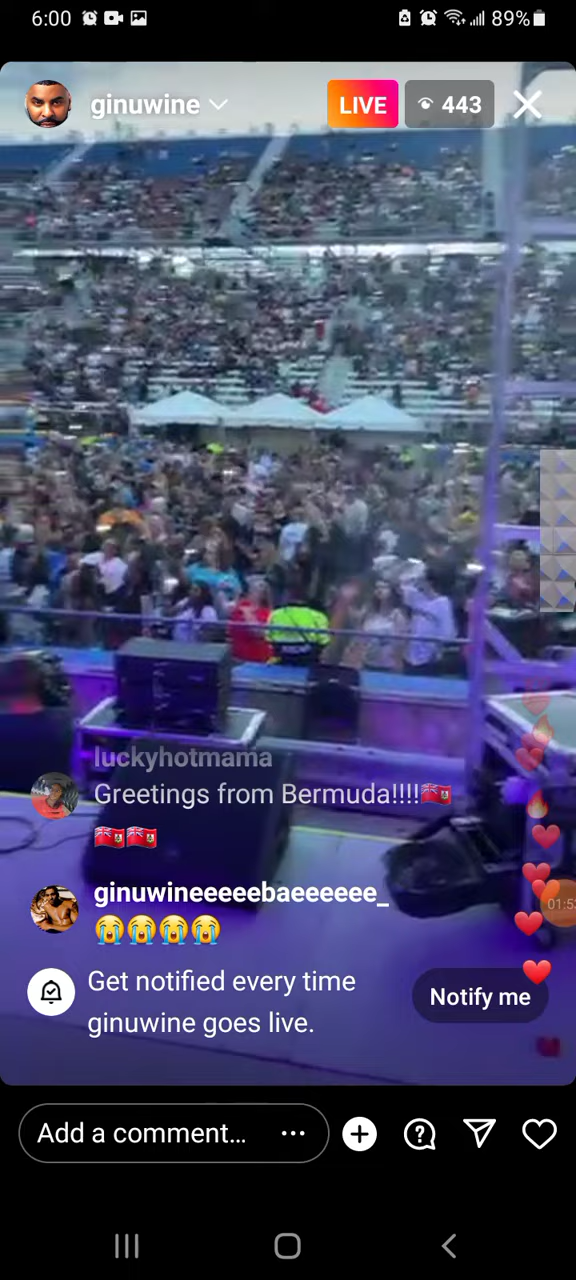 6:00
89%
ginuwine
LIVE
443
luckyhotmama
Greetings from Bermuda!!!!🇧🇲
🇧🇲🇧🇲
ginuwineeeeebaeeeeee_
😭😭😭😭
Get notified every time
ginuwine goes live.
Notify me
Add a comment...